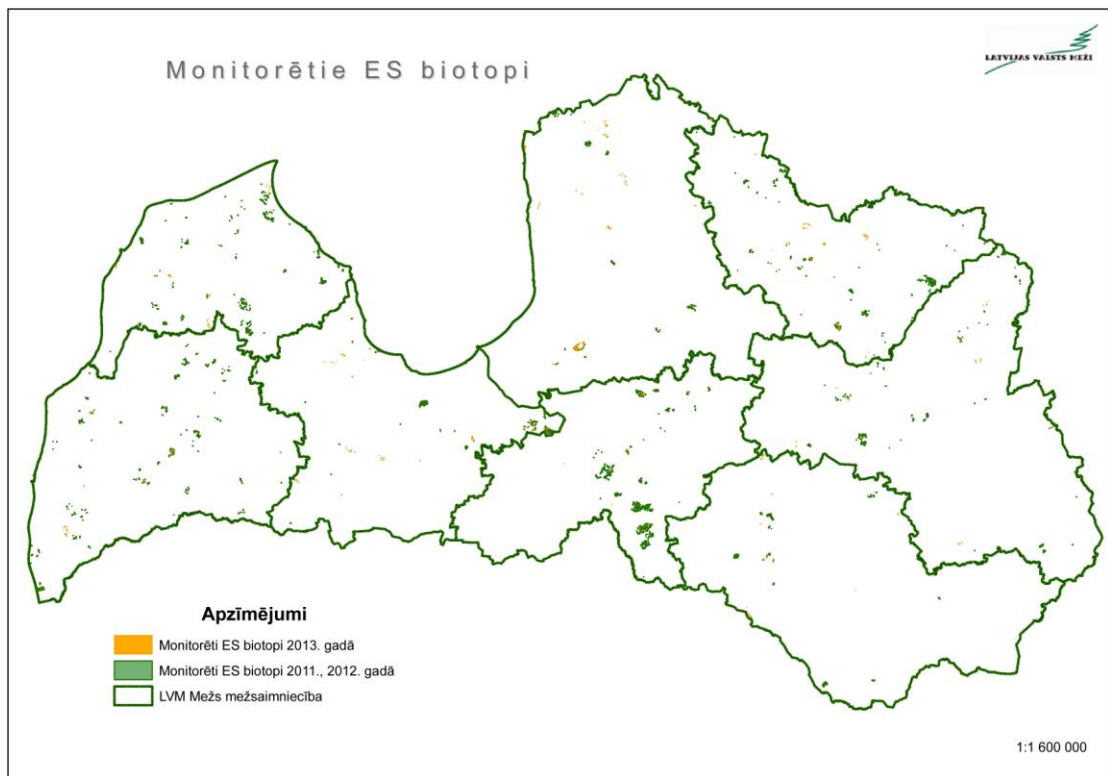 Monitorētie ES biotopi
LATVIJAS VALSTS MEŽI
Apzīmējumi
Monitorēti ES biotopi 2013. gadā
Monitorēti ES biotopi 2011., 2012. gadā
LVM Mežs mežsaimniecība
1:1 600 000